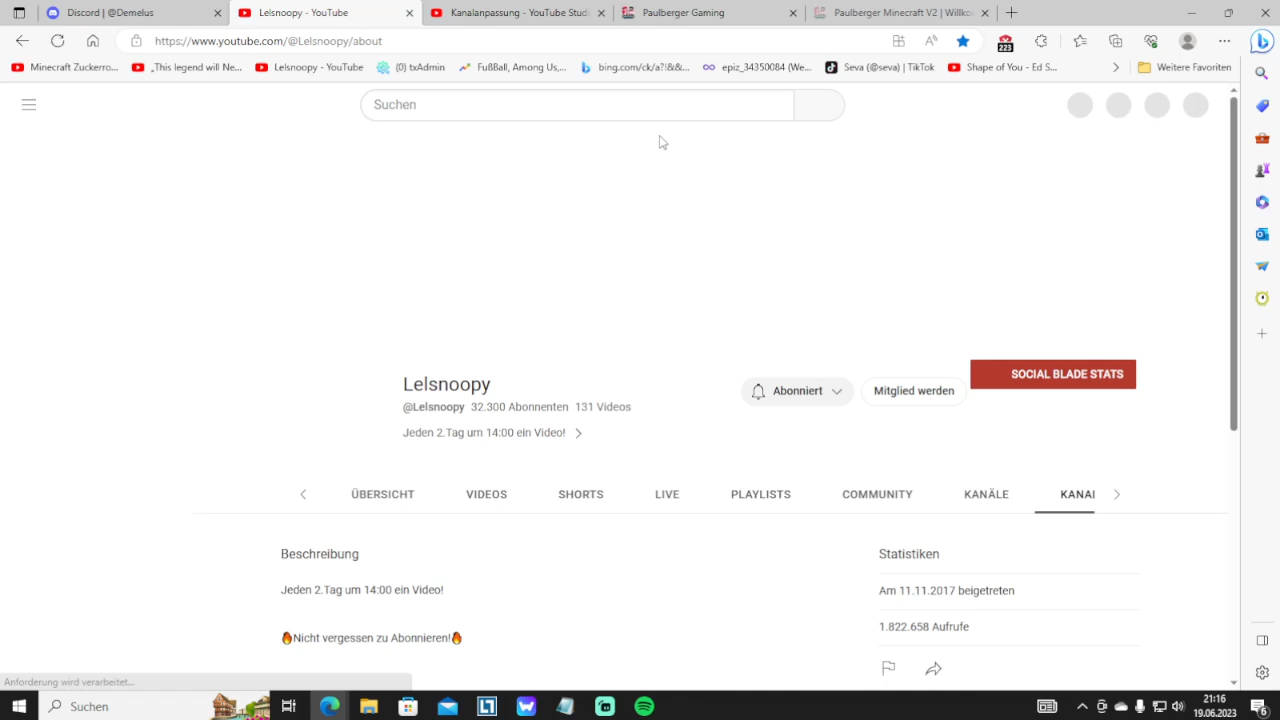 Discord | @Demelus
Lelsnoopy - YouTube
Kanalanpassung - YouTube Studi
Paulberger Gaming
Paulberger Minecraft V2 | Willko
https://www.youtube.com/@Lelsnoopy/about
223
Minecraft Zuckerro...
„This legend will Ne...
Lelsnoopy - YouTube
(0) txAdmin
Fußball, Among Us,...
bing.com/ck/a?!&&...
epiz_34350084 (We...
Seva (@seva) | TikTok
Shape of You - Ed S...
Weitere Favoriten
Suchen
SOCIAL BLADE STATS
Lelsnoopy
Abonniert
Mitglied werden
@Lelsnoopy 32.300 Abonnenten 131 Videos
Jeden 2.Tag um 14:00 ein Video!
ÜBERSICHT VIDEOS SHORTS LIVE PLAYLISTS COMMUNITY KANÄLE KANAI
Beschreibung
Statistiken
Jeden 2.Tag um 14:00 ein Video!
Am 11.11.2017 beigetreten
1.822.658 Aufrufe
🔥Nicht vergessen zu Abonnieren!🔥
Anforderung wird verarbeitet...
Suchen
21:16
19.06.2023
6